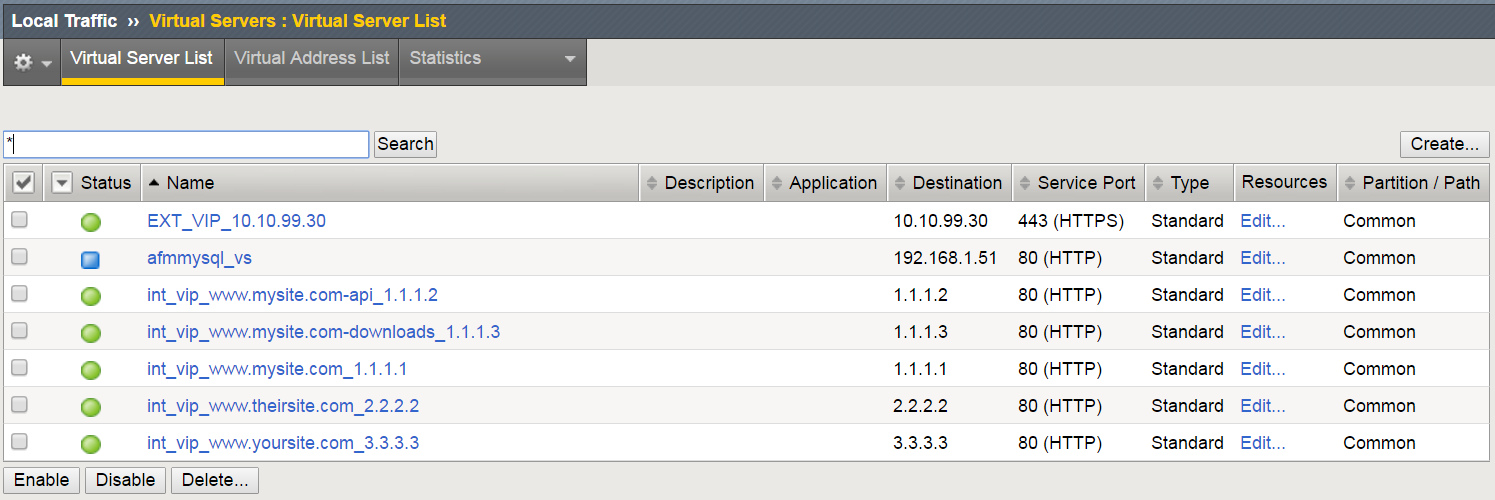 Local Traffic ›› Virtual Servers : Virtual Server List
Virtual Server List Virtual Address List Statistics
* Search Create...
Status Name Description Application Destination Service Port Type Resources Partition / Path
EXT_VIP_10.10.99.30 10.10.99.30 443 (HTTPS) Standard Edit... Common
afmmysql_vs 192.168.1.51 80 (HTTP) Standard Edit... Common
int_vip_www.mysite.com-api_1.1.1.2 1.1.1.2 80 (HTTP) Standard Edit... Common
int_vip_www.mysite.com-downloads_1.1.1.3 1.1.1.3 80 (HTTP) Standard Edit... Common
int_vip_www.mysite.com_1.1.1.1 1.1.1.1 80 (HTTP) Standard Edit... Common
int_vip_www.theirsite.com_2.2.2.2 2.2.2.2 80 (HTTP) Standard Edit... Common
int_vip_www.yoursite.com_3.3.3.3 3.3.3.3 80 (HTTP) Standard Edit... Common
Enable Disable Delete...